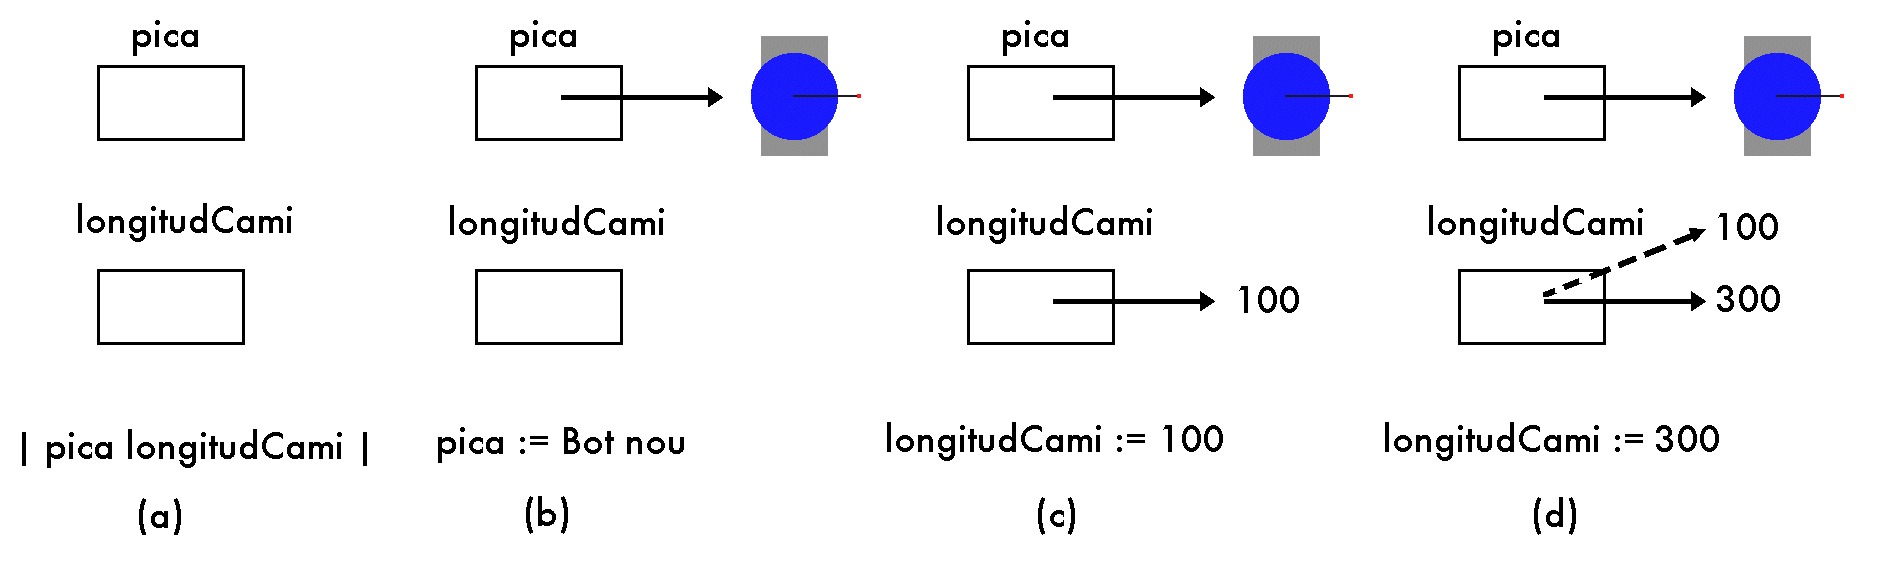 pica
longitudCami
| pica longitudCami |
(a)
pica
longitudCami
pica := Bot nou
(b)
pica
longitudCami
100
longitudCami := 100
(c)
pica
longitudCami
100
300
longitudCami := 300
(d)